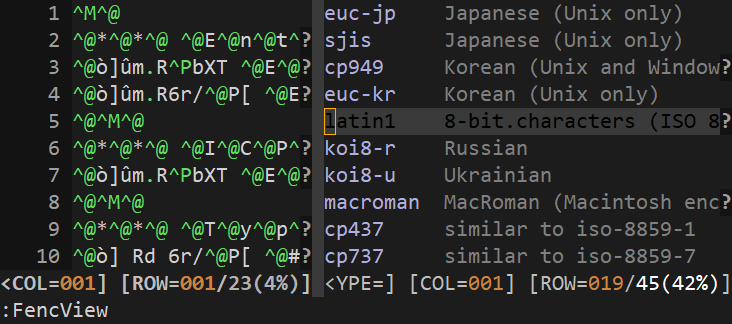 1 ^M^@
2 ^@*^@*^@ ^@E^@n^@t^?
3 ^@ò]ûm.R^PbXT ^@E^@?
4 ^@ò]ûm.R6r/^@P[ ^@E?
5 ^@^M^@
6 ^@*^@*^@ ^@I^@C^@P^?
7 ^@ò]ûm.R^PbXT ^@E^@?
8 ^@^M^@
9 ^@*^@*^@ ^@T^@y^@p^?
10 ^@ò] Rd 6r/^@P[ ^@#?
<COL=001] [ROW=001/23(4%)]
euc-jp Japanese (Unix only)
sjis Japanese (Unix only)
cp949 Korean (Unix and Window?
euc-kr Korean (Unix only)
latin1 8-bit.characters (ISO 8?
koi8-r Russian
koi8-u Ukrainian
macroman MacRoman (Macintosh enc?
cp437 similar to iso-8859-1
cp737 similar to iso-8859-7
<YPE=] [COL=001] [ROW=019/45(42%)]
:FencView